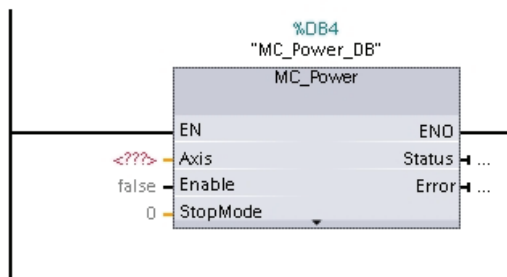 %DB4
"MC_Power_DB"
MC_Power
EN ENO
<???> Axis Status ...
false Enable Error ...
0 StopMode